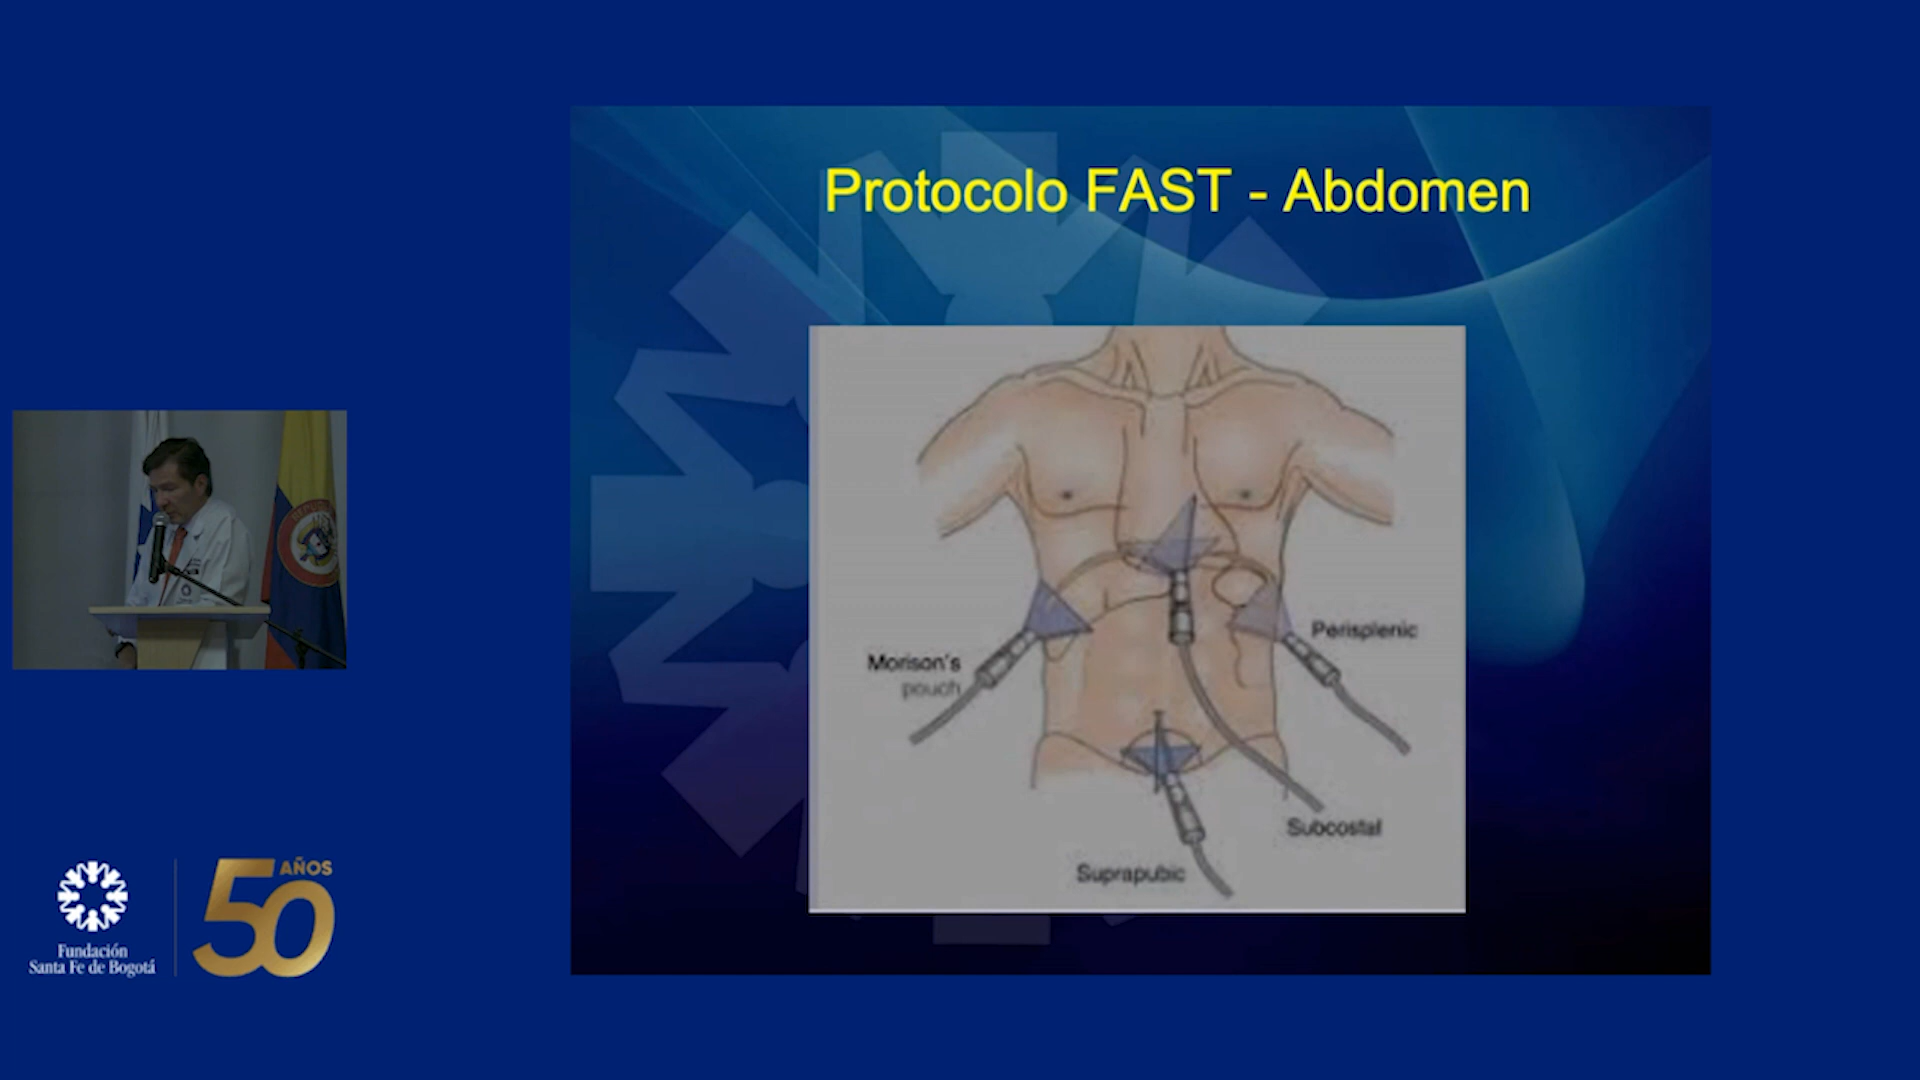 Protocolo FAST - Abdomen
Morison's
pouch
Perisplenic
Subcostal
Suprapubic
Fundación
Santa Fe de Bogotá
50 AÑOS